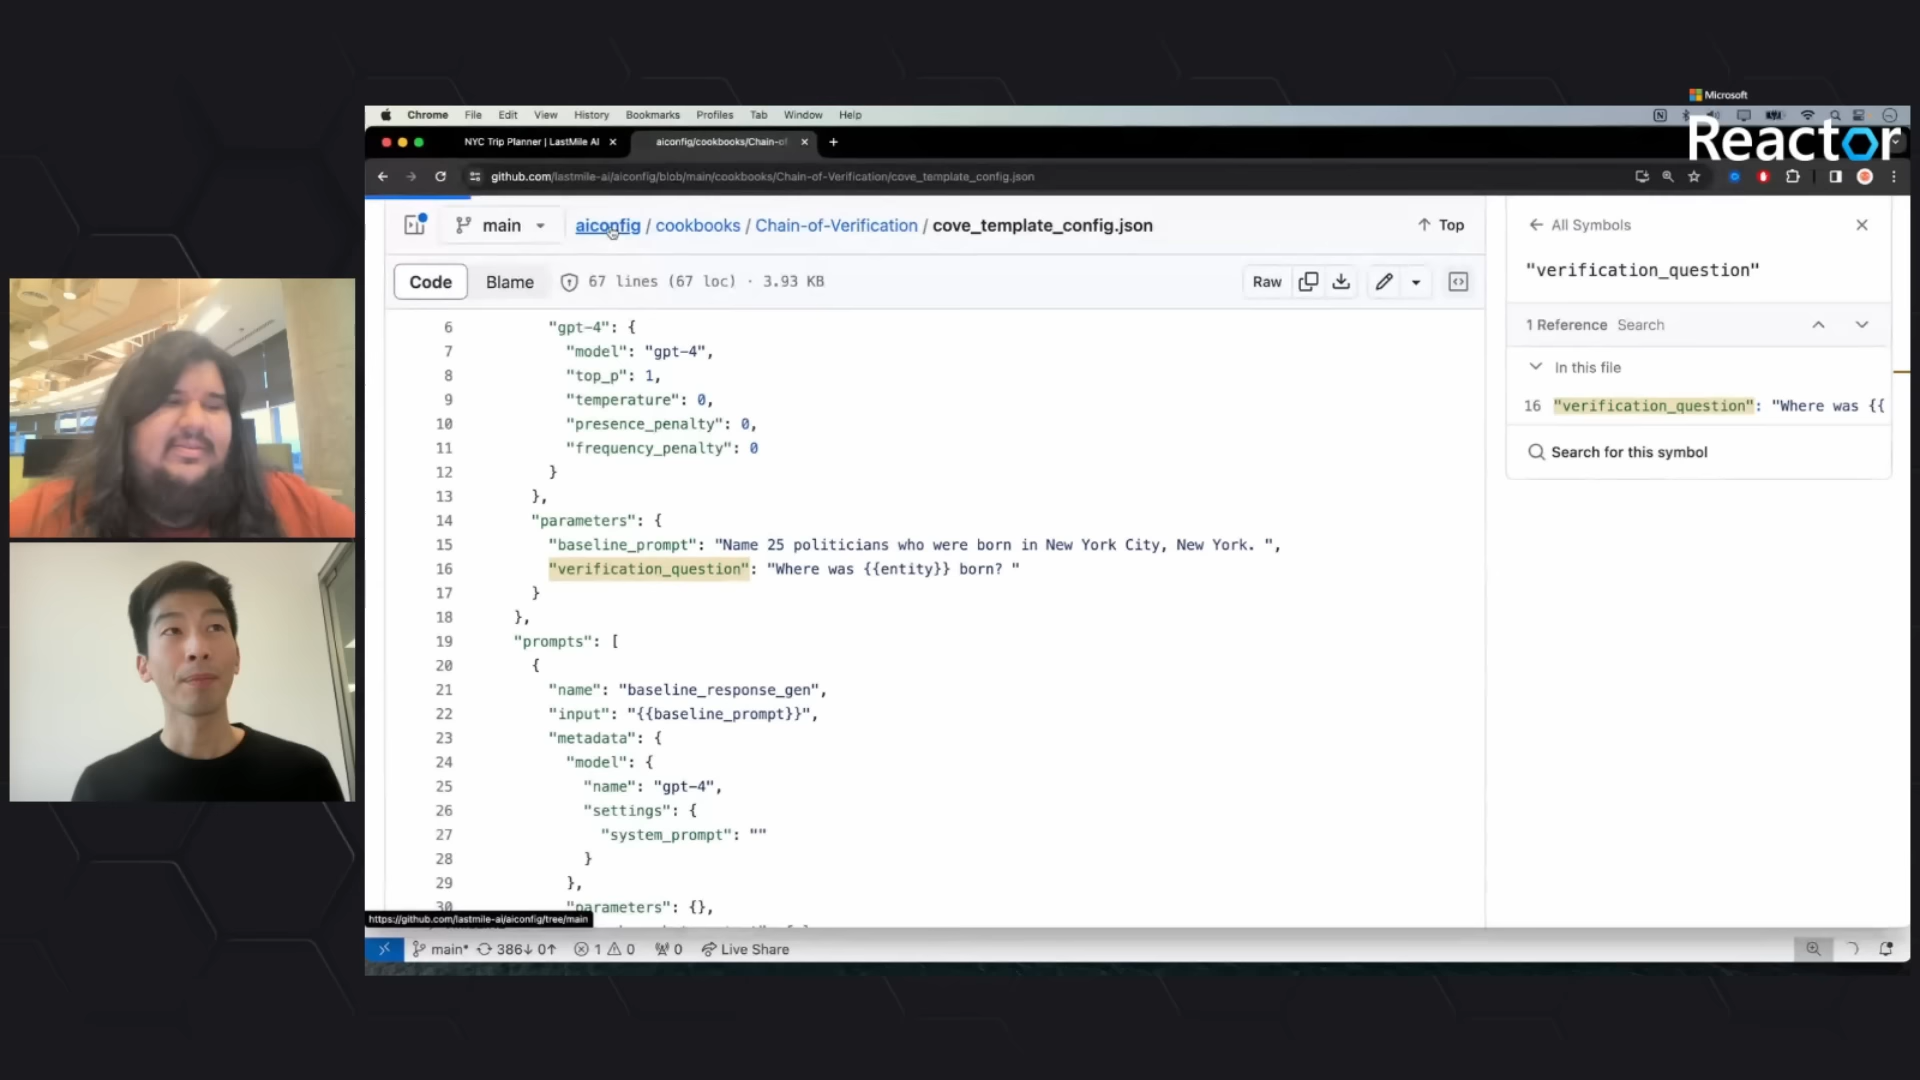 Microsoft
Reactor
Chrome File Edit View History Bookmarks Profiles Tab Window Help
NYC Trip Planner | LastMile AI
aiconfig/cookbooks/Chain-of
github.com/lastmile-ai/aiconfig/blob/main/cookbooks/Chain-of-Verification/cove_template_config.json
main
aiconfig / cookbooks / Chain-of-Verification / cove_template_config.json
Top
Code Blame 67 lines (67 loc) · 3.93 KB
Raw
6 "gpt-4": {
7 "model": "gpt-4",
8 "top_p": 1,
9 "temperature": 0,
10 "presence_penalty": 0,
11 "frequency_penalty": 0
12 }
13 },
14 "parameters": {
15 "baseline_prompt": "Name 25 politicians who were born in New York City, New York. ",
16 "verification_question": "Where was {{entity}} born? "
17 }
18 },
19 "prompts": [
20 {
21 "name": "baseline_response_gen",
22 "input": "{{baseline_prompt}}",
23 "metadata": {
24 "model": {
25 "name": "gpt-4",
26 "settings": {
27 "system_prompt": ""
28 }
29 },
30 "parameters": {},
All Symbols
"verification_question"
1 Reference Search
In this file
16 "verification_question": "Where was {{
Search for this symbol
https://github.com/lastmile-ai/aiconfig/tree/main
main* 386↓ 0↑ 1 0 0 Live Share